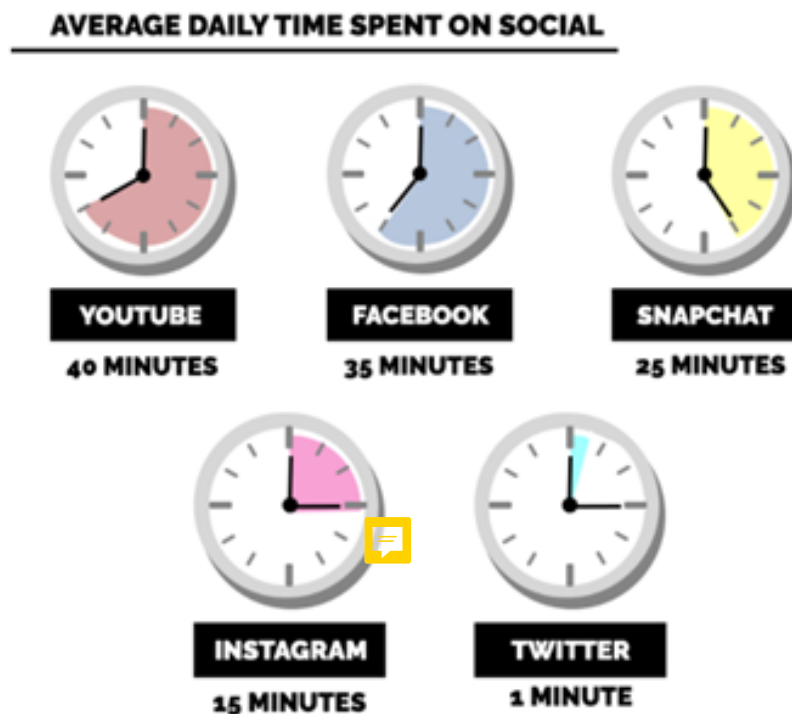 AVERAGE DAILY TIME SPENT ON SOCIAL
YOUTUBE
40 MINUTES
FACEBOOK
35 MINUTES
SNAPCHAT
25 MINUTES
INSTAGRAM
15 MINUTES
TWITTER
1 MINUTE